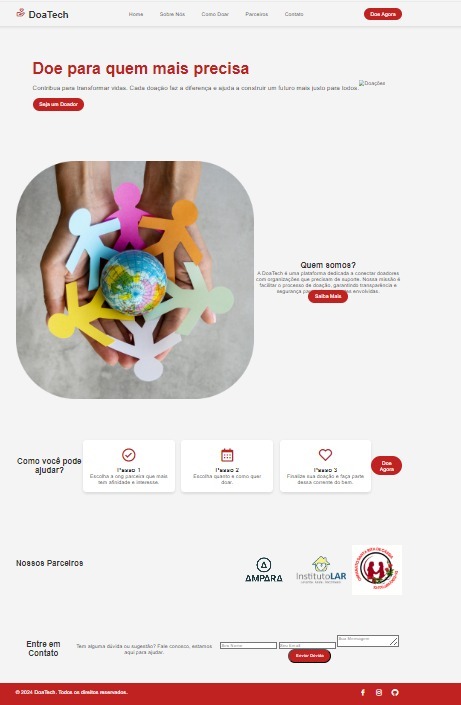 DoaTech
Home Sobre Nós Como Doar Parceiros Contato
Doe Agora
Doe para quem mais precisa
Contribua para transformar vidas. Cada doação faz a diferença e ajuda a construir um futuro mais justo para todos.
Doações
Seja um Doador
Quem somos?
A DoaTech é uma plataforma dedicada a conectar doadores
com organizações que precisam de suporte. Nossa missão é
facilitar o processo de doação, garantindo transparência e
segurança para envolvidas.
Saiba Mais
Como você pode
ajudar?
Passo 1
Escolha a ong parceira que mais
tem afinidade e interesse.
Passo 2
Escolha quanto e como quer
doar.
Passo 3
Finalize sua doação e faça parte
dessa corrente do bem.
Doe
Agora
Nossos Parceiros
AMPARA
InstitutoLAR
Entre em
Contato
Tem alguma dúvida ou sugestão? Fale conosco, estamos
aqui para ajudar.
Seu Nome
Seu Email
Sua Mensagem
Enviar Dúvida
© 2024 DoaTech. Todos os direitos reservados.